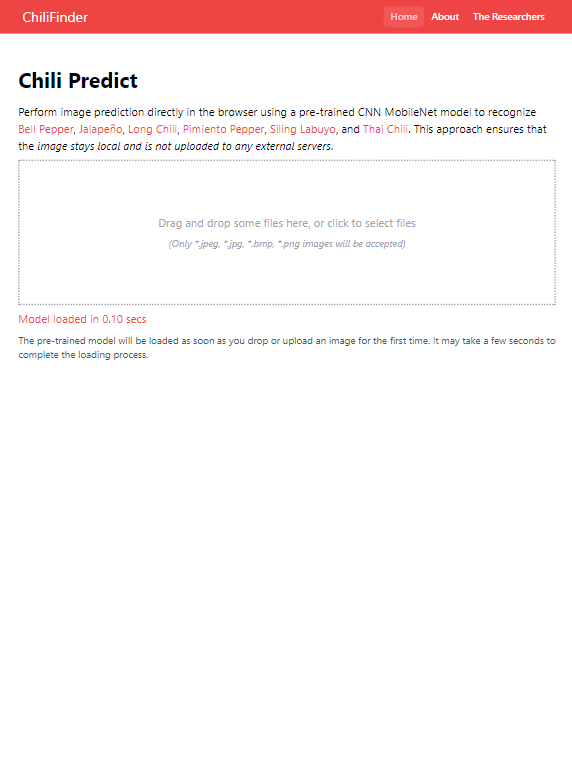 ChiliFinder
Home About The Researchers
Chili Predict
Perform image prediction directly in the browser using a pre-trained CNN MobileNet model to recognize
Bell Pepper, Jalapeño, Long Chili, Pimiento Pepper, Siling Labuyo, and Thai Chili. This approach ensures that
the image stays local and is not uploaded to any external servers.
Drag and drop some files here, or click to select files
(Only *.jpeg, *.jpg, *.bmp, *.png images will be accepted)
Model loaded in 0.10 secs
The pre-trained model will be loaded as soon as you drop or upload an image for the first time. It may take a few seconds to
complete the loading process.